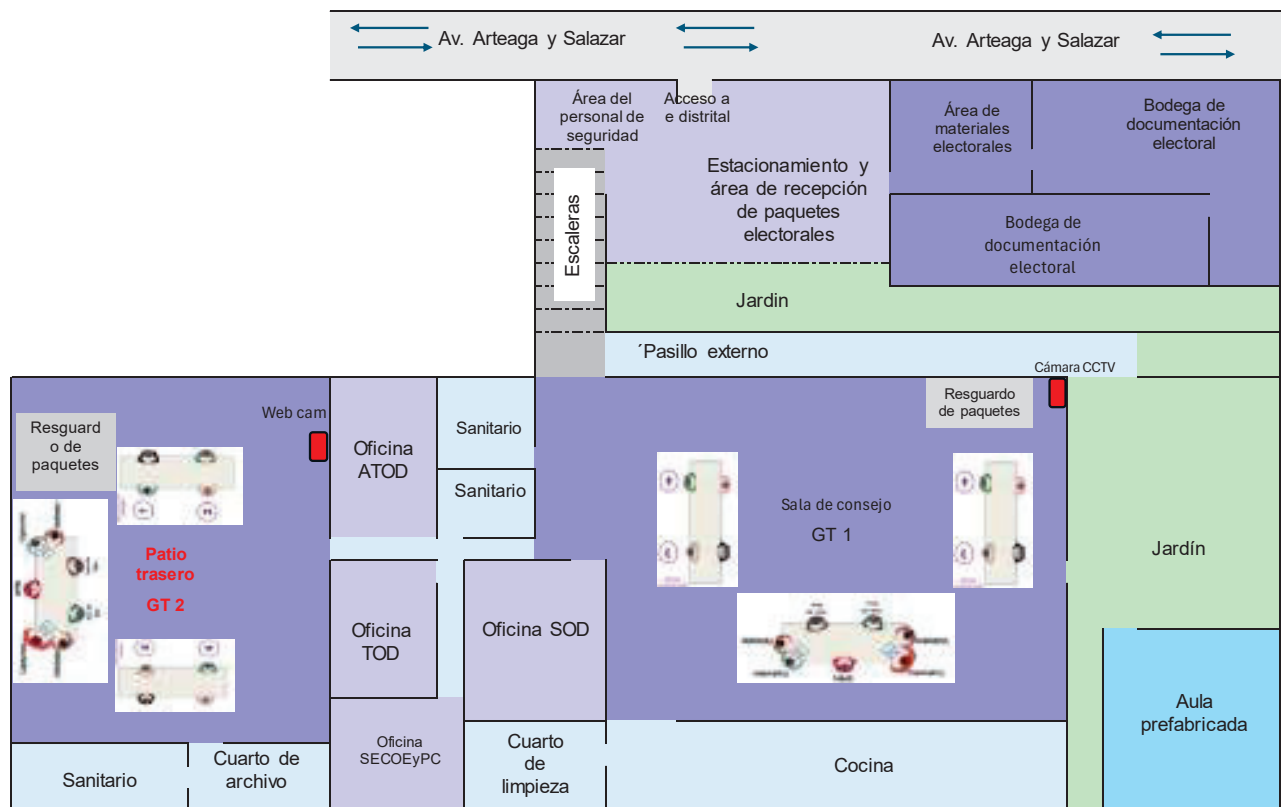 Av. Arteaga y Salazar
Av. Arteaga y Salazar
Área del
personal de
seguridad
Acceso a
e distrital
Área de
materiales
electorales
Bodega de
documentación
electoral
Estacionamiento y
área de recepción
de paquetes
electorales
Escaleras
Bodega de
documentación
electoral
Jardin
´Pasillo externo
Cámara CCTV
Web cam
Resguard
o de
paquetes
Oficina
ATOD
Sanitario
Sanitario
Resguardo
de paquetes
Sala de consejo
GT 1
Jardín
Patio
trasero
GT 2
Oficina
TOD
Oficina SOD
Aula
prefabricada
Oficina
SECOEyPC
Cuarto
de
limpieza
Cocina
Sanitario
Cuarto de
archivo